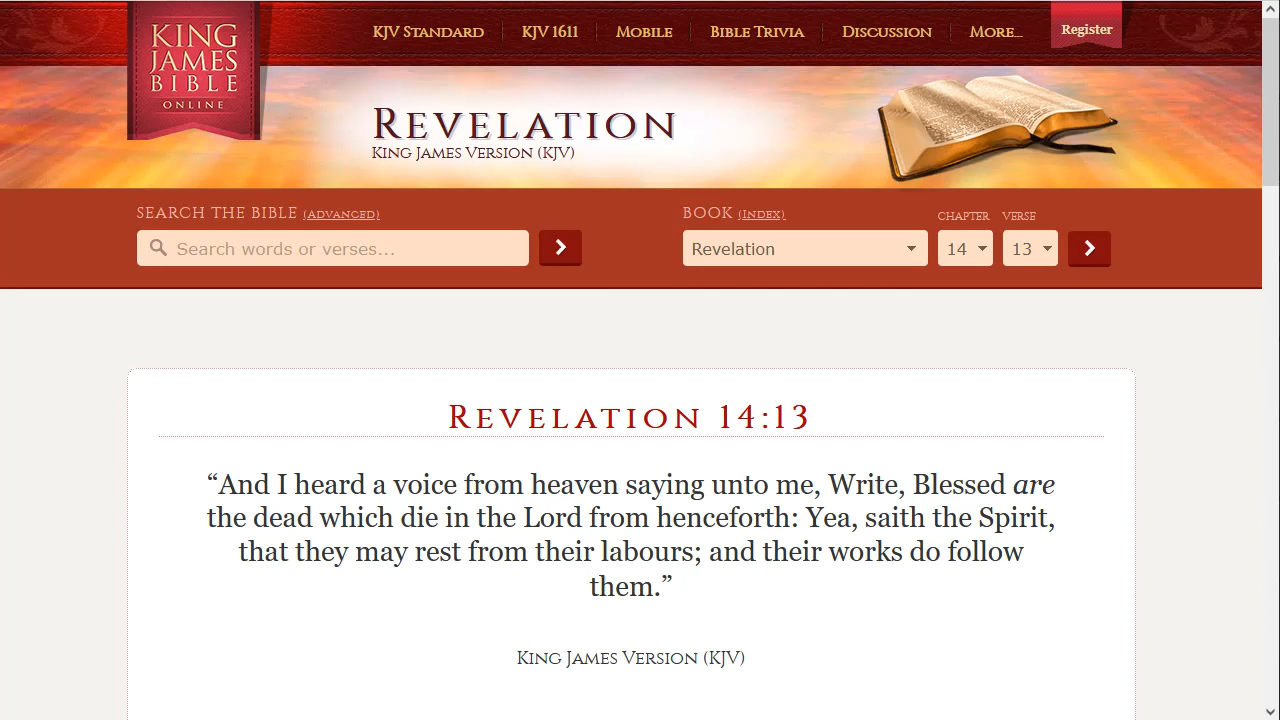 KING
JAMES
BIBLE
ONLINE
KJV Standard
KJV 1611
Mobile
Bible Trivia
Discussion
More...
Register
Revelation
King James Version (KJV)
SEARCH THE BIBLE (Advanced)
Search words or verses...
BOOK (Index)
Revelation
CHAPTER
14
VERSE
13
Revelation 14:13
“And I heard a voice from heaven saying unto me, Write, Blessed are
the dead which die in the Lord from henceforth: Yea, saith the Spirit,
that they may rest from their labours; and their works do follow
them.”
King James Version (KJV)